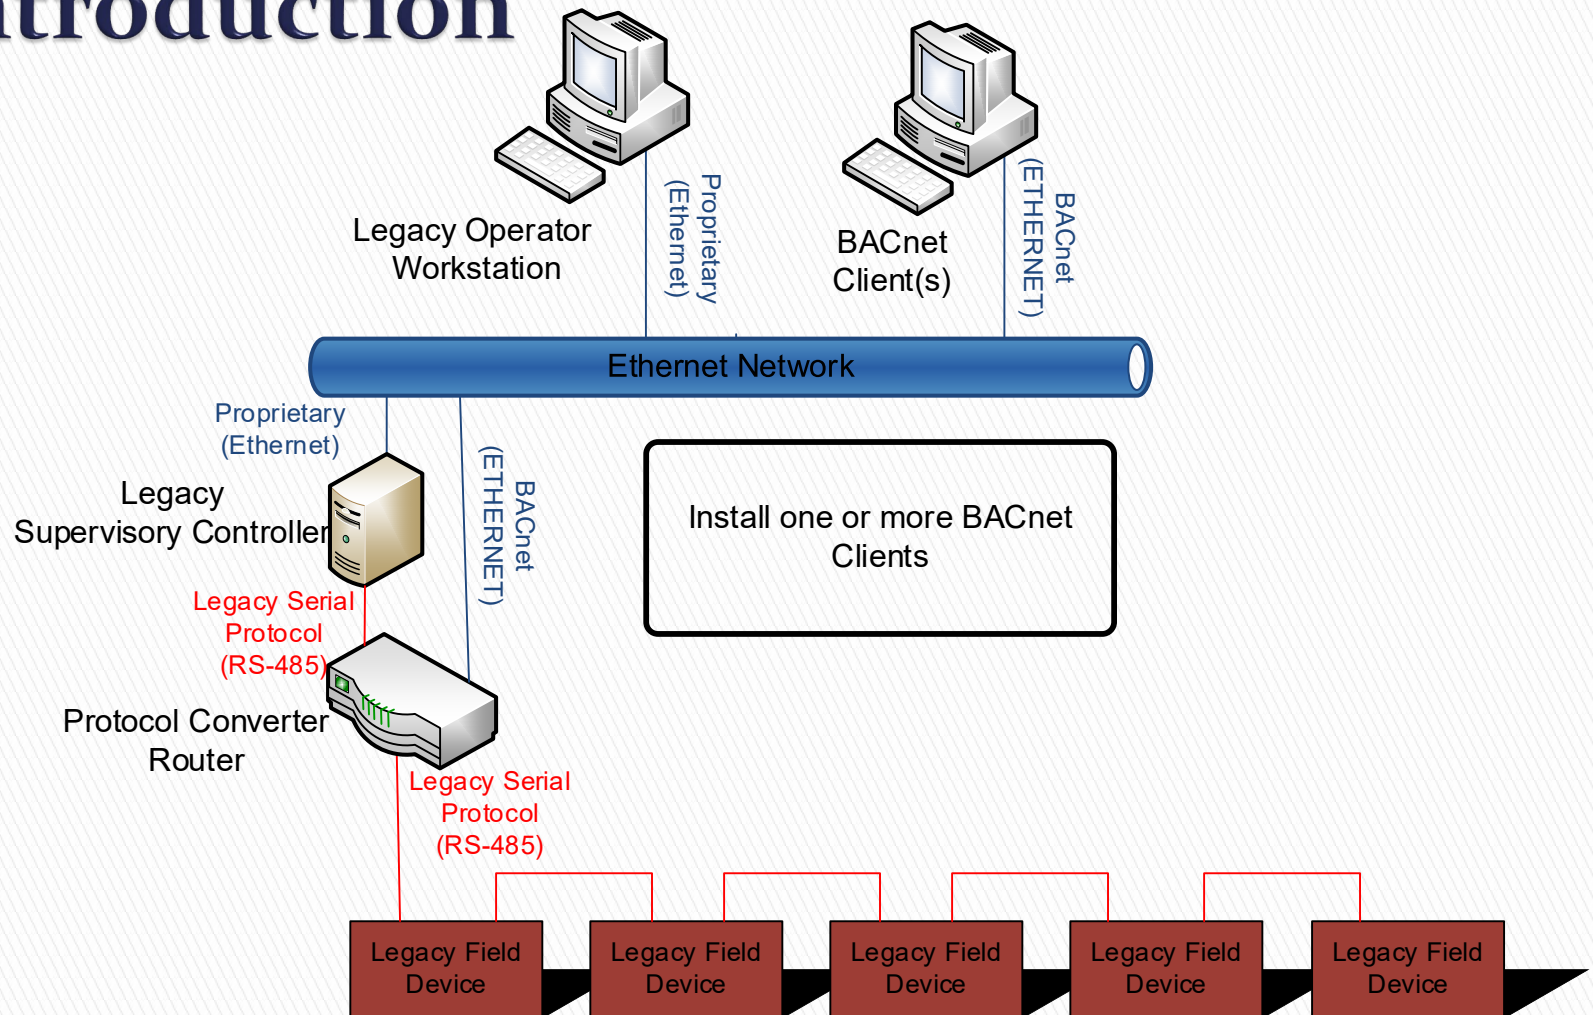 ntroduction
Legacy Operator
Workstation
Proprietary
(Ethernet)
BACnet
Client(s)
BACnet
(ETHERNET)
Ethernet Network
Proprietary
(Ethernet)
Legacy
Supervisory Controller
BACnet
(ETHERNET)
Install one or more BACnet
Clients
Legacy Serial
Protocol
(RS-485)
Protocol Converter
Router
Legacy Serial
Protocol
(RS-485)
Legacy Field
Device
Legacy Field
Device
Legacy Field
Device
Legacy Field
Device
Legacy Field
Device